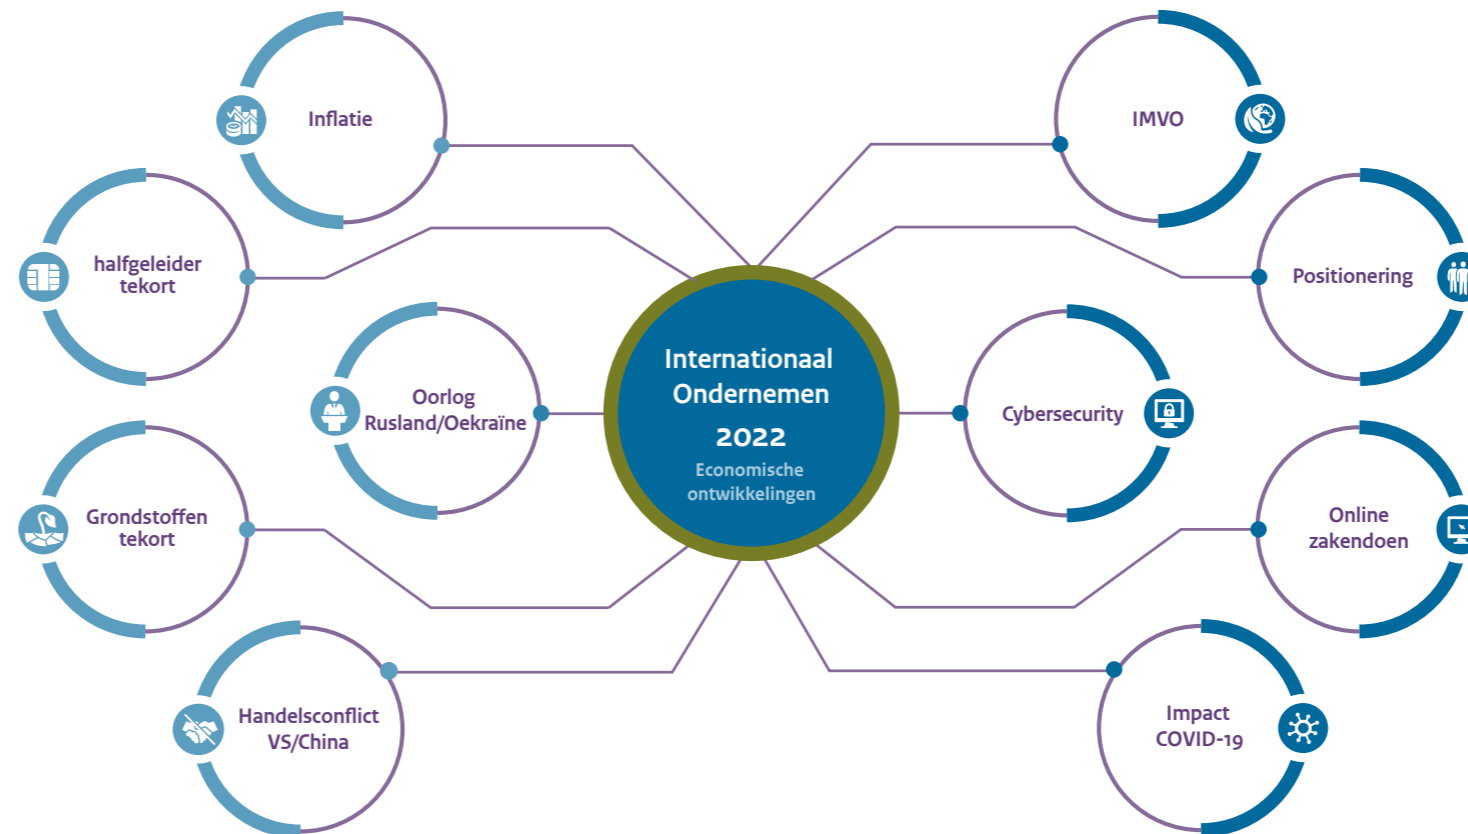 Inflatie
IMVO
halfgeleider
tekort
Positionering
Oorlog
Rusland/Oekraïne
Internationaal
Ondernemen
2022
Economische
ontwikkelingen
Cybersecurity
Grondstoffen
tekort
Online
zakendoen
Handelsconflict
VS/China
Impact
COVID-19